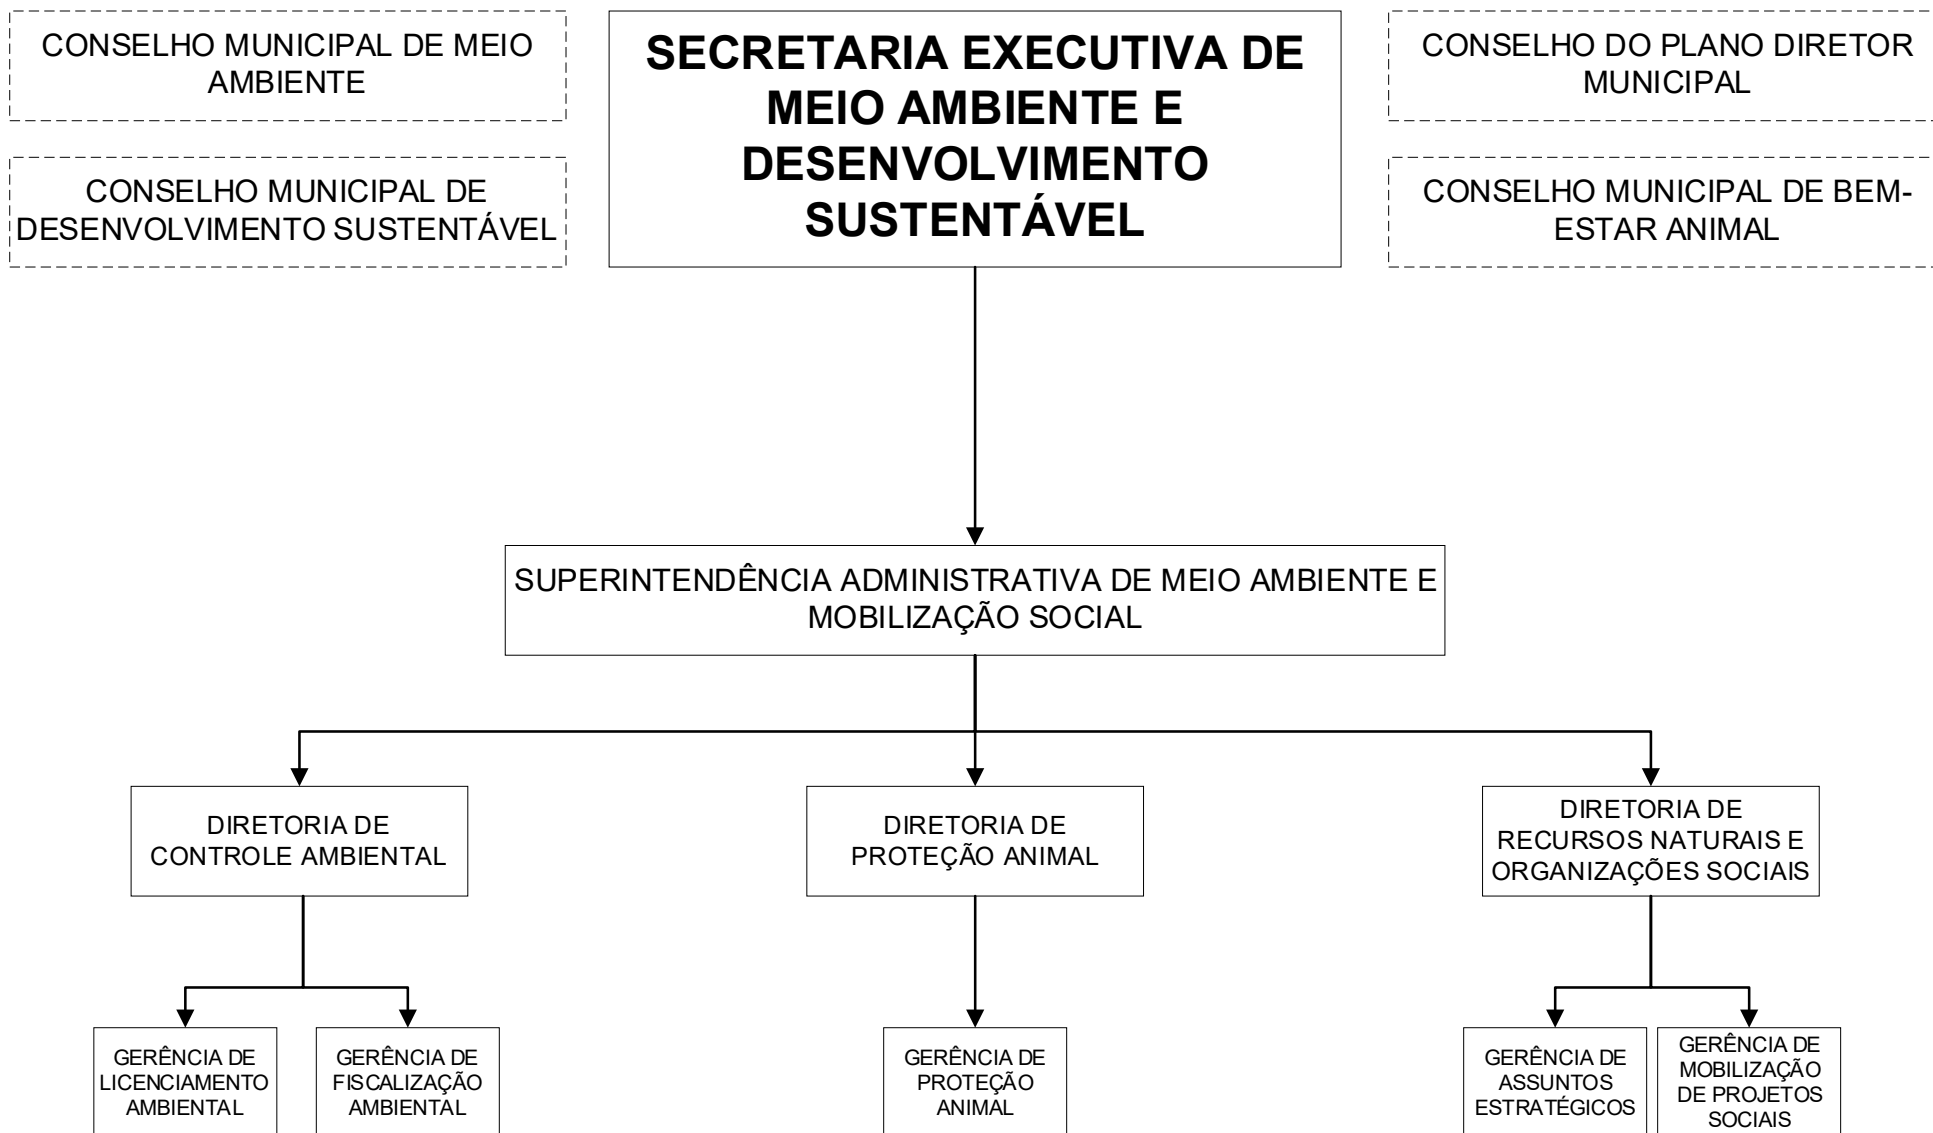 CONSELHO MUNICIPAL DE MEIO
AMBIENTE
CONSELHO MUNICIPAL DE
DESENVOLVIMENTO SUSTENTÁVEL
SECRETARIA EXECUTIVA DE
MEIO AMBIENTE E
DESENVOLVIMENTO
SUSTENTÁVEL
CONSELHO DO PLANO DIRETOR
MUNICIPAL
CONSELHO MUNICIPAL DE BEM-
ESTAR ANIMAL
SUPERINTENDÊNCIA ADMINISTRATIVA DE MEIO AMBIENTE E
MOBILIZAÇÃO SOCIAL
DIRETORIA DE
CONTROLE AMBIENTAL
DIRETORIA DE
PROTEÇÃO ANIMAL
DIRETORIA DE
RECURSOS NATURAIS E
ORGANIZAÇÕES SOCIAIS
GERÊNCIA DE
LICENCIAMENTO
AMBIENTAL
GERÊNCIA DE
FISCALIZAÇÃO
AMBIENTAL
GERÊNCIA DE
PROTEÇÃO
ANIMAL
GERÊNCIA DE
ASSUNTOS
ESTRATÉGICOS
GERÊNCIA DE
MOBILIZAÇÃO
DE PROJETOS
SOCIAIS